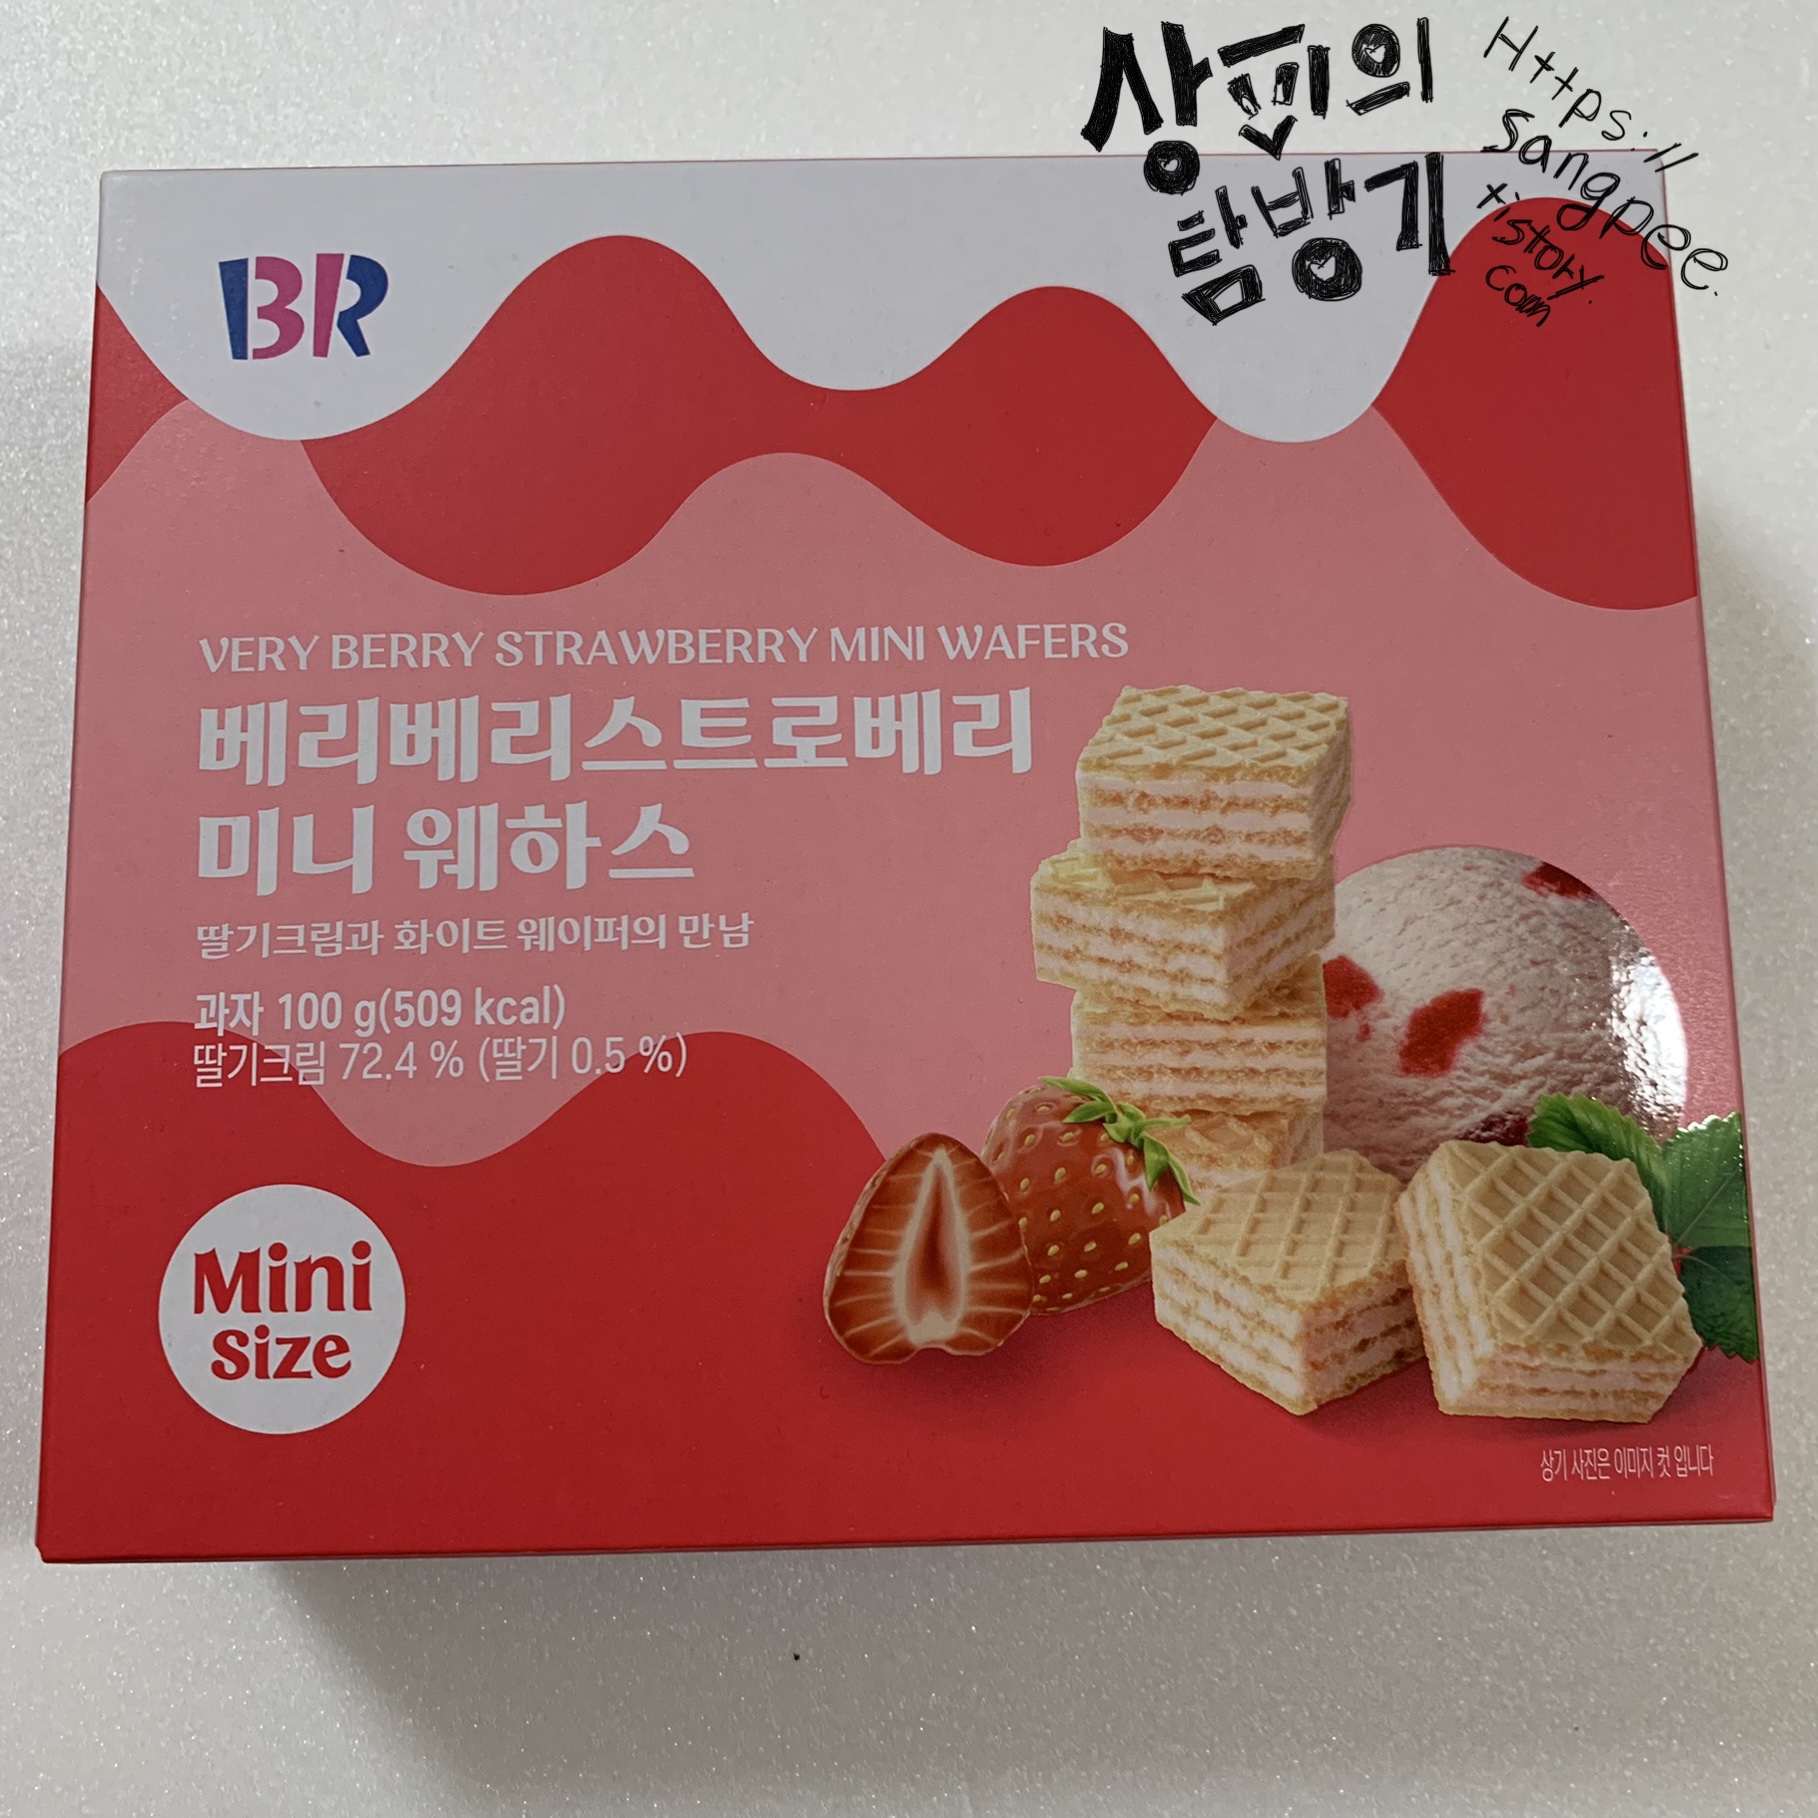 상피의
탐방기
Https://
sangpee.
tistory.
com
BR
VERY BERRY STRAWBERRY MINI WAFERS
베리베리스트로베리
미니 웨하스
딸기크림과 화이트 웨이퍼의 만남
과자 100 g(509 kcal)
딸기크림 72.4 % (딸기 0.5 %)
Mini
size
상기 사진은 이미지 컷 입니다